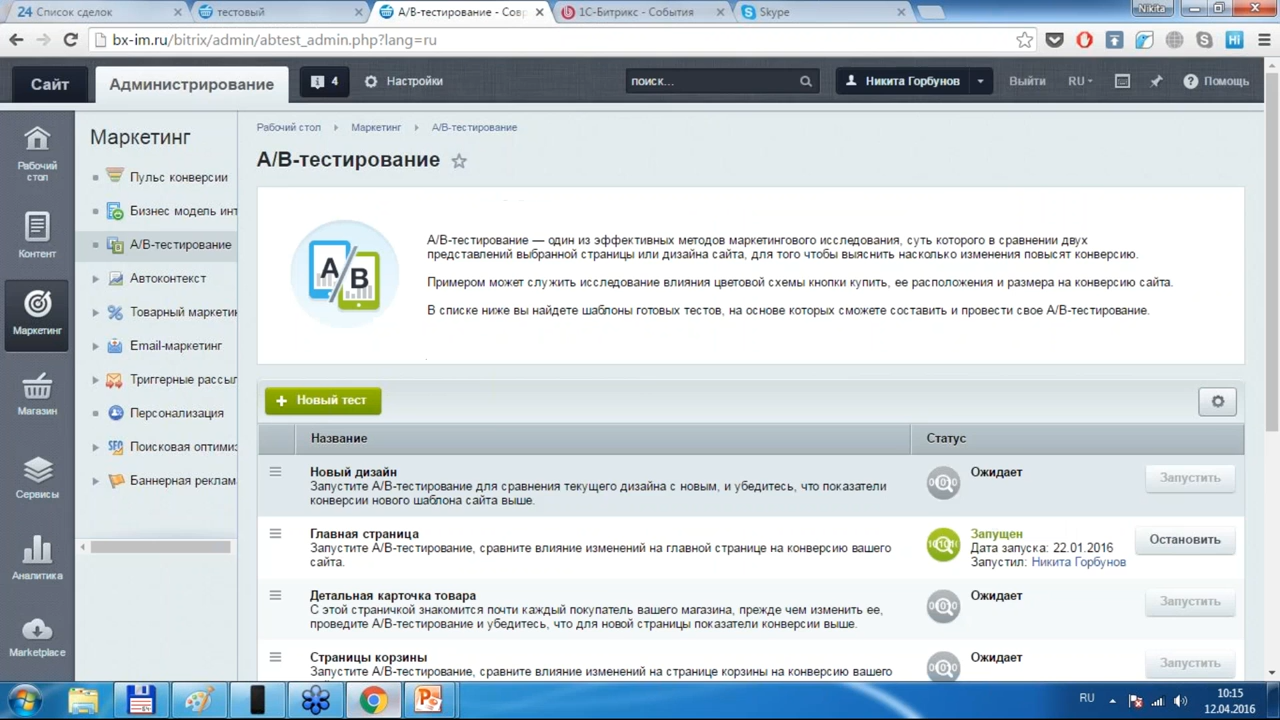 24 Список сделок
тестовый
А/В-тестирование - Совр
1С-Битрикс - События
Skype
Nikita
bx-im.ru/bitrix/admin/abtest_admin.php?lang=ru
Сайт
Администрирование
4
Настройки
поиск...
Никита Горбунов
Выйти
RU
Помощь
Рабочий стол
Контент
Маркетинг
Магазин
Сервисы
Аналитика
Marketplace
Маркетинг
Пульс конверсии
Бизнес модель инт
А/В-тестирование
Автоконтекст
Товарный маркетин
Email-маркетинг
Триггерные рассыл
Персонализация
Поисковая оптимиз
Баннерная реклам
Рабочий стол
Маркетинг
А/В-тестирование
А/В-тестирование
А/В-тестирование — один из эффективных методов маркетингового исследования, суть которого в сравнении двух
представлений выбранной страницы или дизайна сайта, для того чтобы выяснить насколько изменения повысят конверсию.
Примером может служить исследование влияния цветовой схемы кнопки купить, ее расположения и размера на конверсию сайта.
В списке ниже вы найдете шаблоны готовых тестов, на основе которых сможете составить и провести свое А/В-тестирование.
+ Новый тест
Название
Статус
Новый дизайн
Запустите А/В-тестирование для сравнения текущего дизайна с новым, и убедитесь, что показатели
конверсии нового шаблона сайта выше.
Ожидает
Запустить
Главная страница
Запустите А/В-тестирование, сравните влияние изменений на главной странице на конверсию вашего
сайта.
Запущен
Дата запуска: 22.01.2016
Запустил: Никита Горбунов
Остановить
Детальная карточка товара
С этой страничкой знакомится почти каждый покупатель вашего магазина, прежде чем изменить ее,
проведите А/В-тестирование и убедитесь, что для новой страницы показатели конверсии выше.
Ожидает
Запустить
Страницы корзины
Запустите А/В-тестирование, сравните влияние изменений на странице корзины на конверсию вашего
Ожидает
Запустить
RU
10:15
12.04.2016